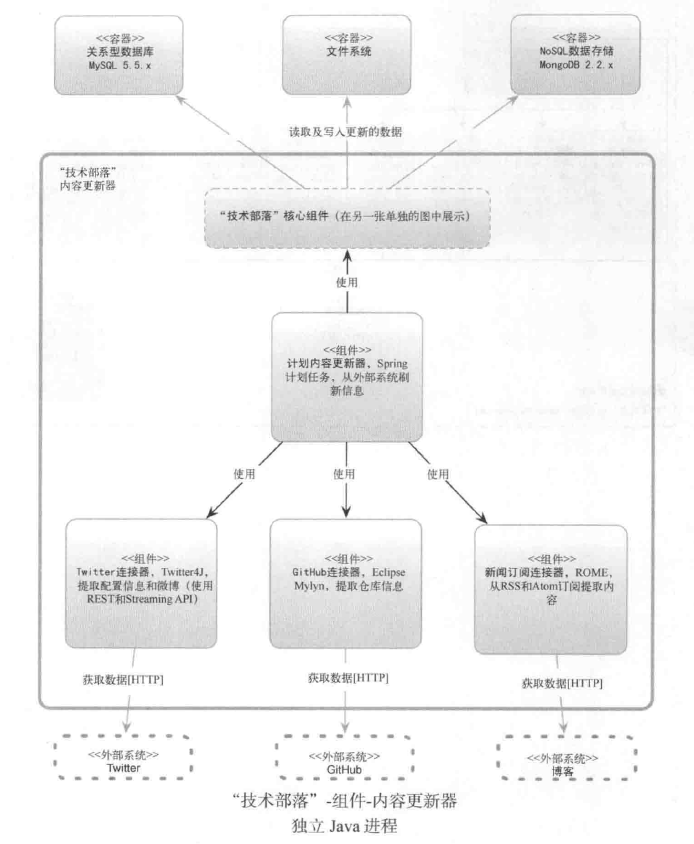 <<容器>>
关系型数据库
MySQL 5.5.x
<<容器>>
文件系统
<<容器>>
NoSQL数据存储
MongoDB 2.2.x
读取及写入更新的数据
“技术部落”
内容更新器
“技术部落”核心组件（在另一张单独的图中展示）
使用
<<组件>>
计划内容更新器，Spring
计划任务，从外部系统刷
新信息
使用
使用
使用
<<组件>>
Twitter连接器，Twitter4J，
提取配置信息和微博（使用
REST和Streaming API）
<<组件>>
GitHub连接器，Eclipse
Mylyn，提取仓库信息
<<组件>>
新闻订阅连接器，ROME，
从RSS和Atom订阅提取内
容
获取数据[HTTP]
获取数据[HTTP]
获取数据[HTTP]
<<外部系统>>
Twitter
<<外部系统>>
GitHub
<<外部系统>>
博客
“技术部落”-组件-内容更新器
独立 Java 进程